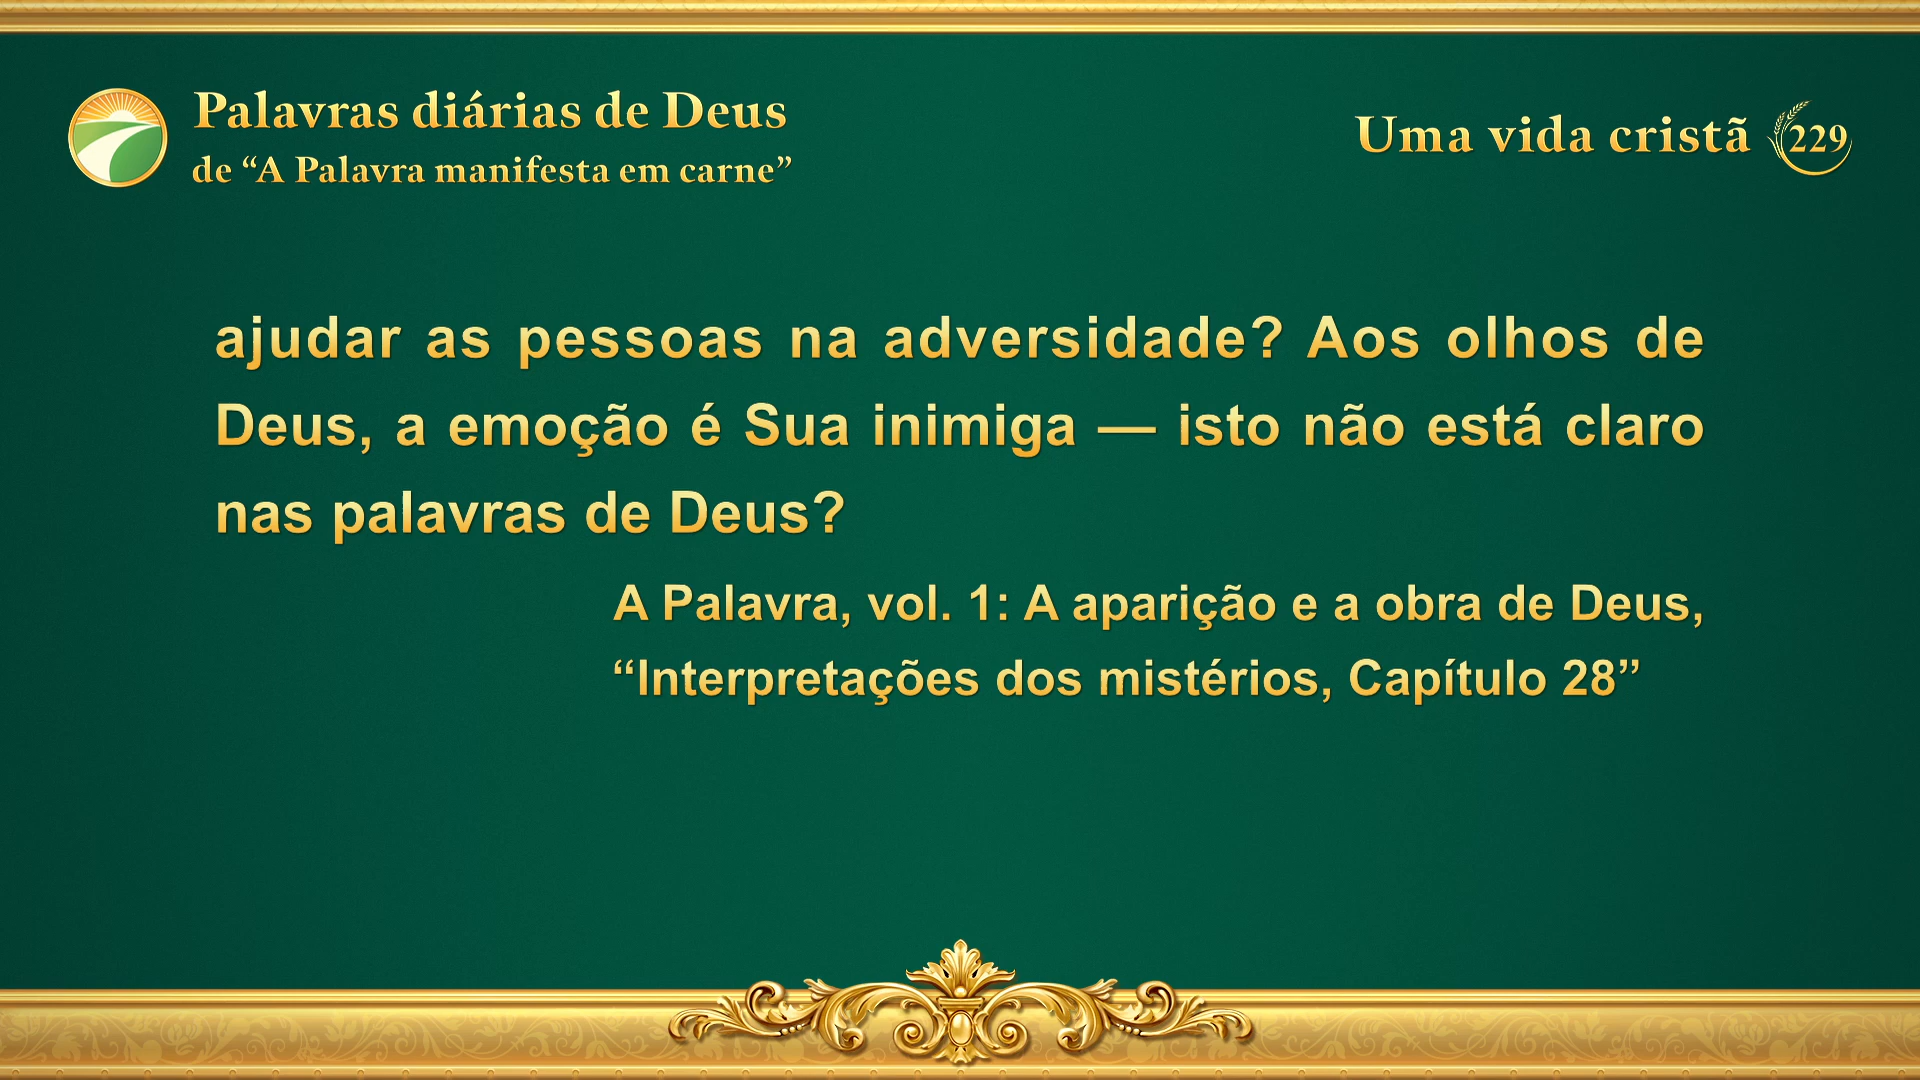 Palavras diárias de Deus
de “A Palavra manifesta em carne”
Uma vida cristã 229
ajudar as pessoas na adversidade? Aos olhos de
Deus, a emoção é Sua inimiga — isto não está claro
nas palavras de Deus?
A Palavra, vol. 1: A aparição e a obra de Deus,
“Interpretações dos mistérios, Capítulo 28”